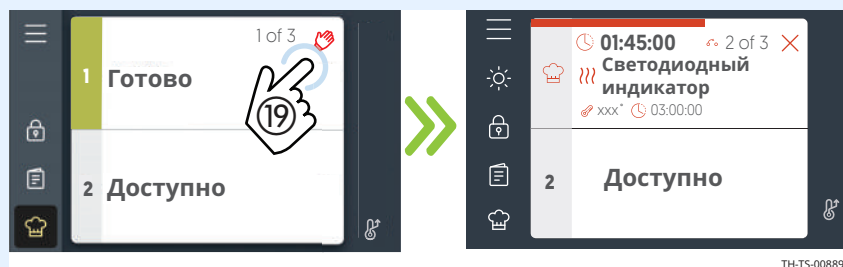 1 of 3
1 Готово
19
2 Доступно
01:45:00 2 of 3
Светодиодный
индикатор
xxx° 03:00:00
2 Доступно
TH-TS-00889